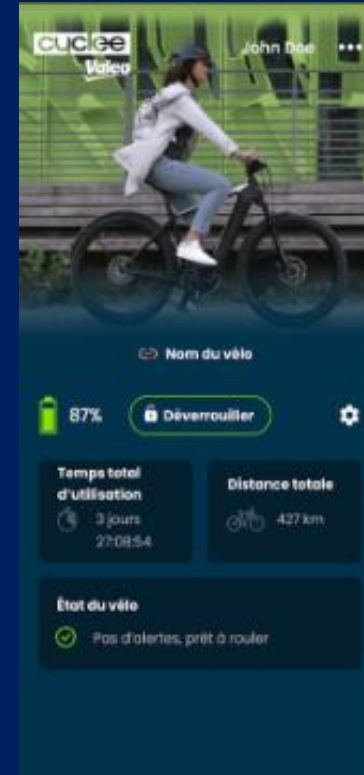 cyclee
Valeo
John Doe
Nom du vélo
87%
Déverrouiller
Temps total
d'utilisation
3 jours
27:08:54
Distance totale
427 km
État du vélo
Pas d'alertes, prêt à rouler